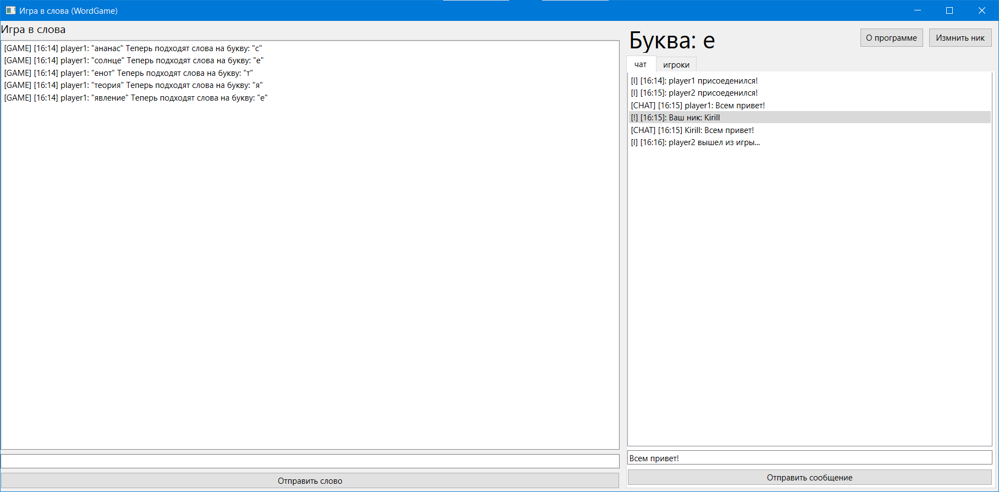 Игра в слова (WordGame)
Игра в слова
[GAME] [16:14] player1: "ананас" Теперь подходят слова на букву: "с"
[GAME] [16:14] player1: "солнце" Теперь подходят слова на букву: "е"
[GAME] [16:14] player1: "енот" Теперь подходят слова на букву: "т"
[GAME] [16:14] player1: "теория" Теперь подходят слова на букву: "я"
[GAME] [16:14] player1: "явление" Теперь подходят слова на букву: "е"
Отправить слово
Буква: е
О программе
Измнить ник
чат
игроки
[I] [16:14]: player1 присоеденился!
[I] [16:15]: player2 присоеденился!
[CHAT] [16:15] player1: Всем привет!
[!] [16:15]: Ваш ник: Kirill
[CHAT] [16:15] Kirill: Всем привет!
[I] [16:16]: player2 вышел из игры...
Всем привет!
Отправить сообщение